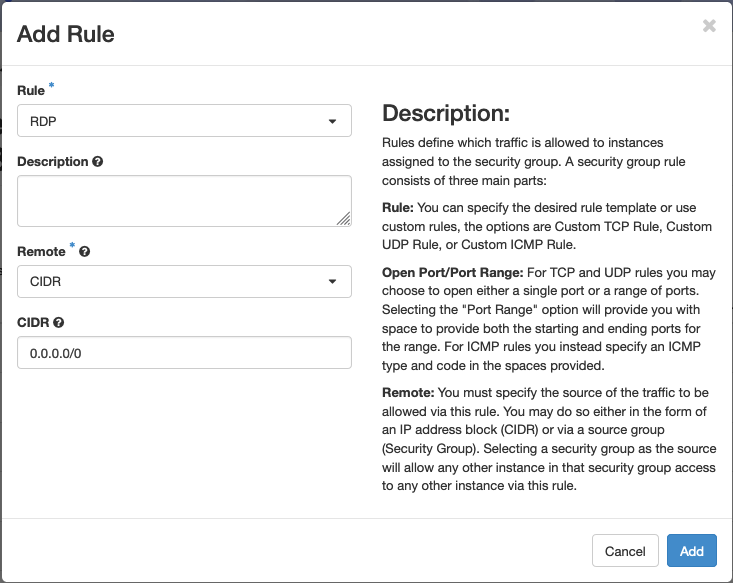 Add Rule
×
Rule *
RDP
Description
Remote *
CIDR
CIDR
0.0.0.0/0
Description:
Rules define which traffic is allowed to instances
assigned to the security group. A security group rule
consists of three main parts:
Rule: You can specify the desired rule template or use
custom rules, the options are Custom TCP Rule, Custom
UDP Rule, or Custom ICMP Rule.
Open Port/Port Range: For TCP and UDP rules you may
choose to open either a single port or a range of ports.
Selecting the "Port Range" option will provide you with
space to provide both the starting and ending ports for
the range. For ICMP rules you instead specify an ICMP
type and code in the spaces provided.
Remote: You must specify the source of the traffic to be
allowed via this rule. You may do so either in the form of
an IP address block (CIDR) or via a source group
(Security Group). Selecting a security group as the source
will allow any other instance in that security group access
to any other instance via this rule.
Cancel
Add